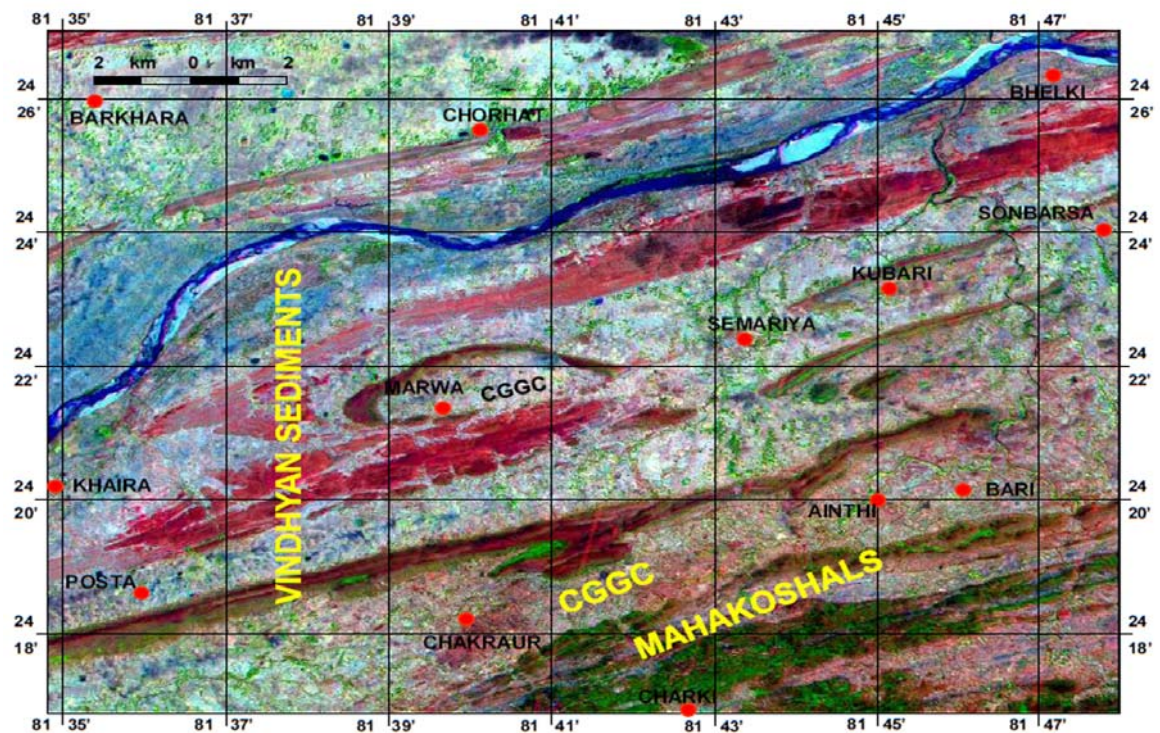 81 35' 81 37' 81 39' 81 41' 81 43' 81 45' 81 47'
2 km 0 km 2
24 26' BARKHARA CHORHAT BHELKI 24 26'
24 24' SONBARSA 24 24'
KUBARI
SEMARIYA
24 22' MARWA CGGC 24 22'
VINDHYAN SEDIMENTS
24 20' KHAIRA AINTHI BARI 24 20'
POSTA CGGC MAHAKOSHALS
24 18' CHAKRAUR 24 18'
CHARKI
81 35' 81 37' 81 39' 81 41' 81 43' 81 45' 81 47'